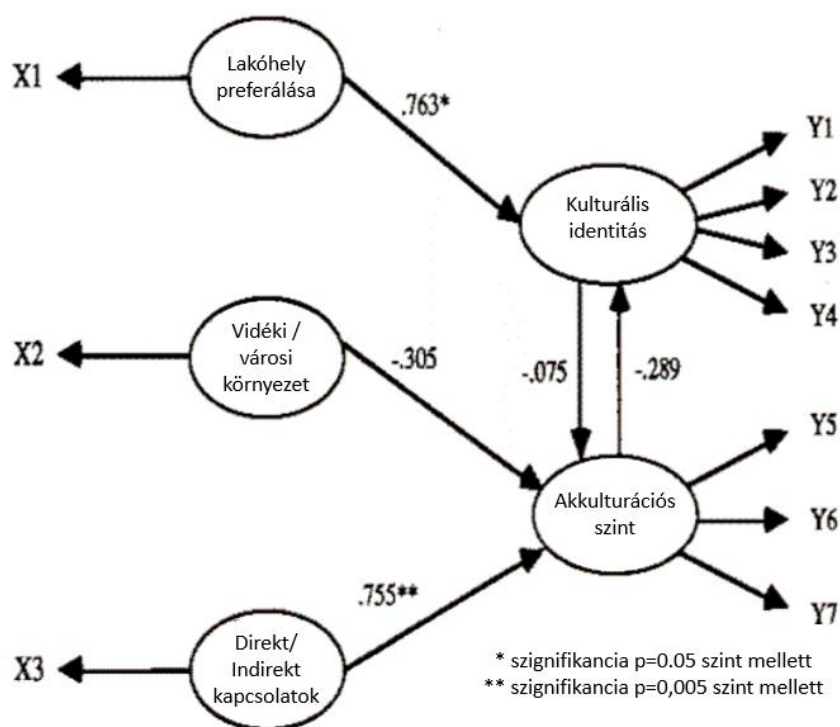 X1
Lakóhely
preferálása
.763*
Kulturális
identitás
Y1
Y2
Y3
Y4
X2
Vidéki /
városi
környezet
-.305
-.075
-.289
Akkulturációs
szint
Y5
Y6
Y7
X3
Direkt/
Indirekt
kapcsolatok
.755**
* szignifikancia p=0.05 szint mellett
** szignifikancia p=0,005 szint mellett